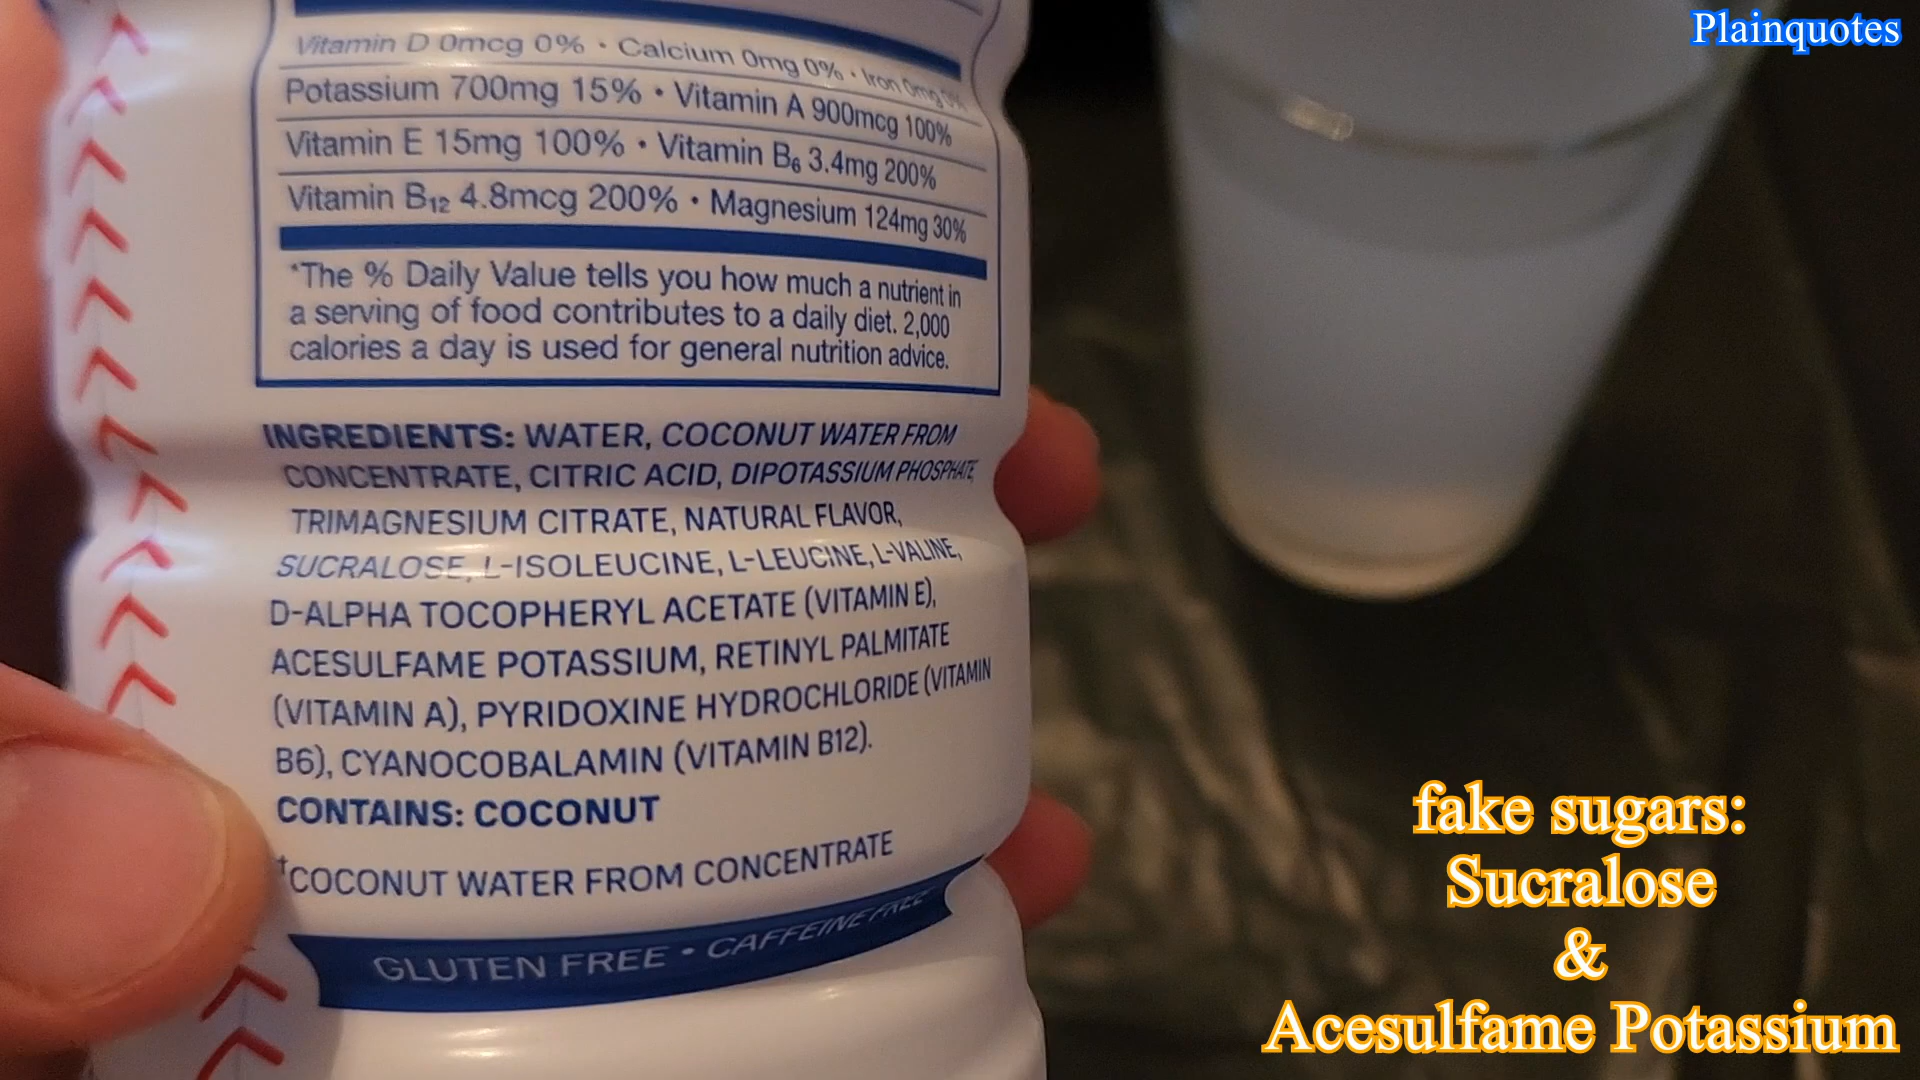 Plainquotes
Vitamin D 0mcg 0% • Calcium 0mg 0% • Iron 0mg 0%
Potassium 700mg 15% • Vitamin A 900mcg 100%
Vitamin E 15mg 100% • Vitamin B₆ 3.4mg 200%
Vitamin B₁₂ 4.8mcg 200% • Magnesium 124mg 30%
*The % Daily Value tells you how much a nutrient in
a serving of food contributes to a daily diet. 2,000
calories a day is used for general nutrition advice.
INGREDIENTS: WATER, COCONUT WATER FROM
CONCENTRATE, CITRIC ACID, DIPOTASSIUM PHOSPHATE,
TRIMAGNESIUM CITRATE, NATURAL FLAVOR,
SUCRALOSE, L-ISOLEUCINE, L-LEUCINE, L-VALINE,
D-ALPHA TOCOPHERYL ACETATE (VITAMIN E),
ACESULFAME POTASSIUM, RETINYL PALMITATE
(VITAMIN A), PYRIDOXINE HYDROCHLORIDE (VITAMIN
B6), CYANOCOBALAMIN (VITAMIN B12).
CONTAINS: COCONUT
†COCONUT WATER FROM CONCENTRATE
GLUTEN FREE • CAFFEINE FREE
fake sugars:
Sucralose
&
Acesulfame Potassium